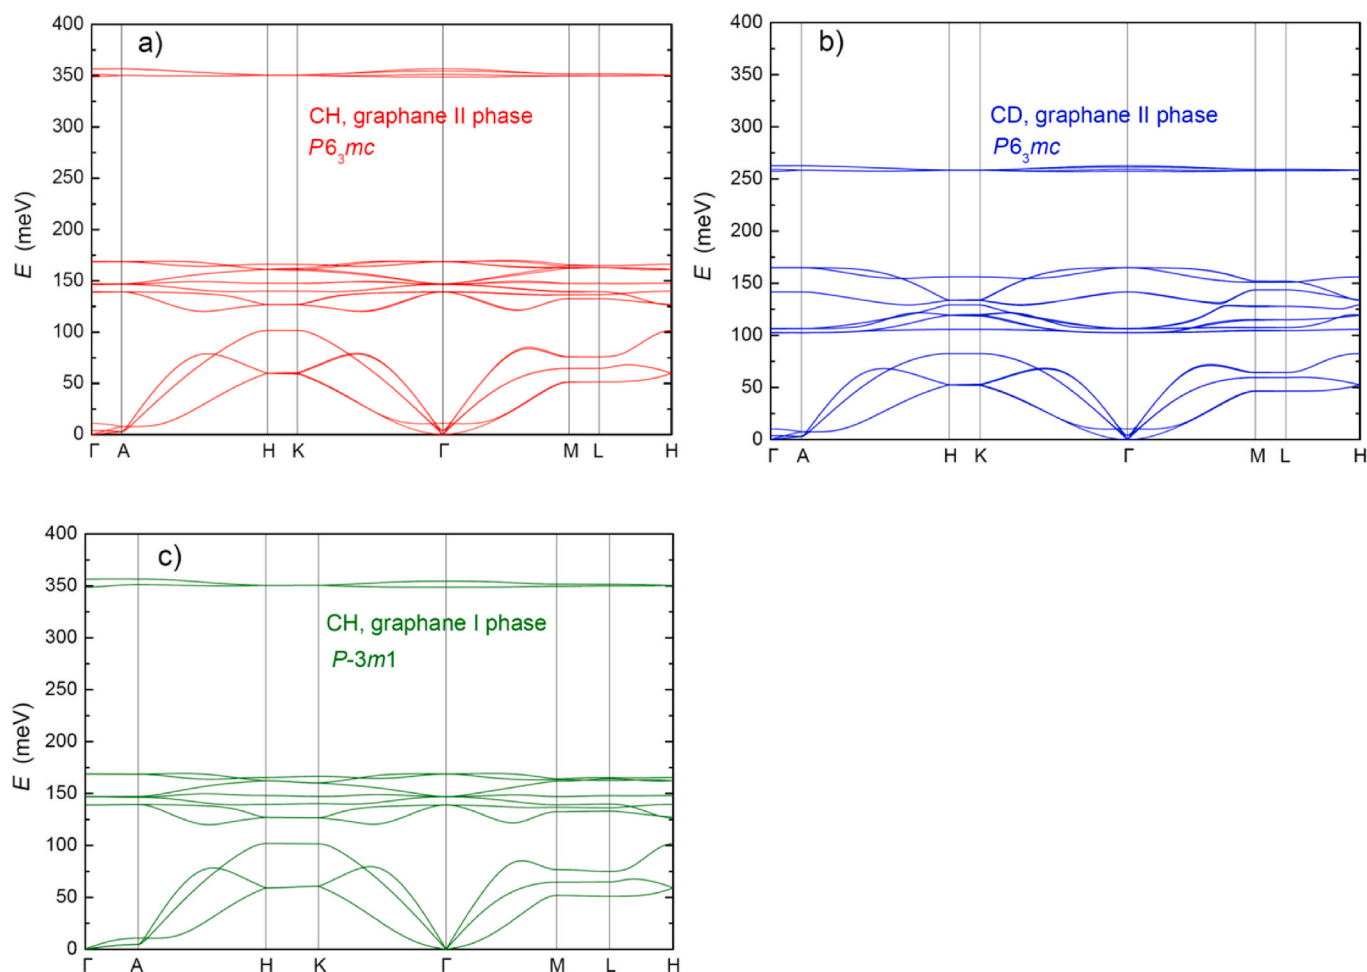 a)
CH, graphane II phase
P6₃mc
E (meV)
400
350
300
250
200
150
100
50
0
Γ A H K Γ M L H
b)
CD, graphane II phase
P6₃mc
E (meV)
400
350
300
250
200
150
100
50
0
Γ A H K Γ M L H
c)
CH, graphane I phase
P-3m1
E (meV)
400
350
300
250
200
150
100
50
0
Γ A H K Γ M L H